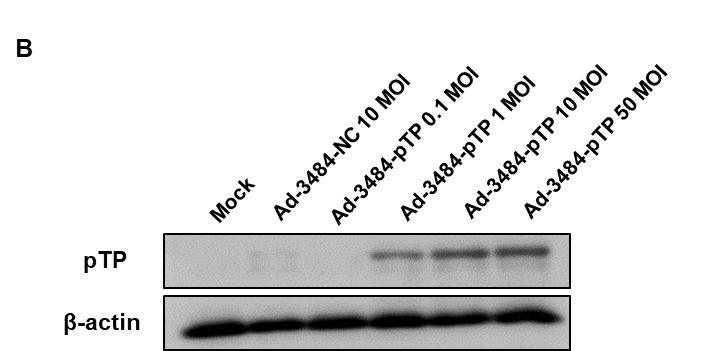 B
Mock
Ad-3484-NC 10 MOI
Ad-3484-pTP 0.1 MOI
Ad-3484-pTP 1 MOI
Ad-3484-pTP 10 MOI
Ad-3484-pTP 50 MOI
pTP
β-actin